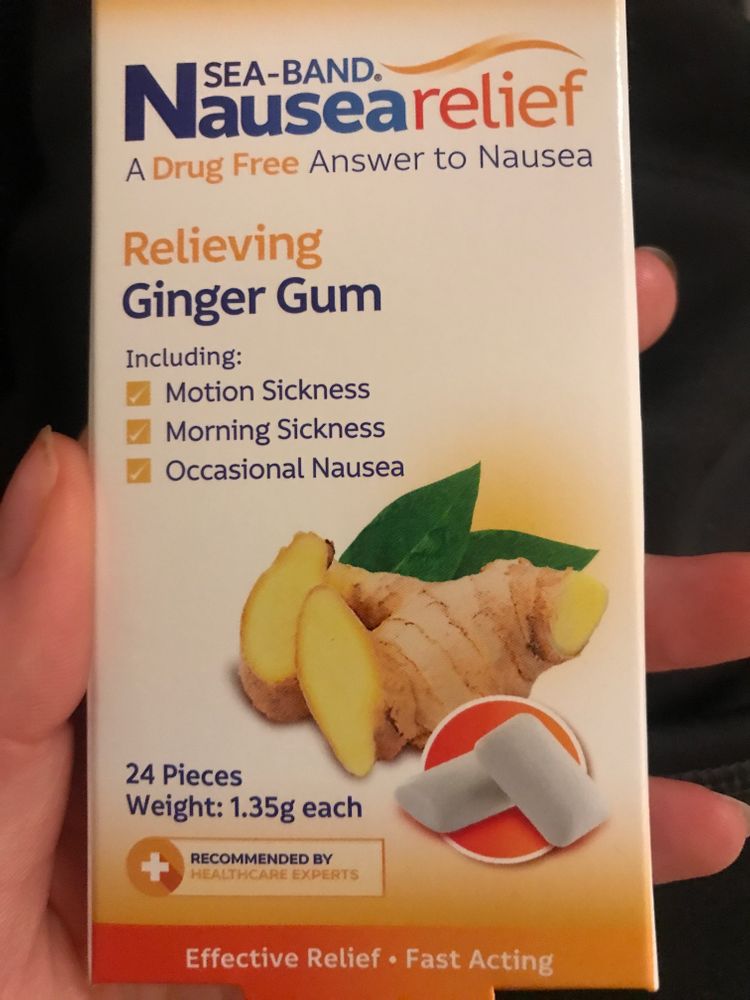 SEA-BAND®
Nausearelief
A Drug Free Answer to Nausea
Relieving
Ginger Gum
Including:
Motion Sickness
Morning Sickness
Occasional Nausea
24 Pieces
Weight: 1.35g each
RECOMMENDED BY
HEALTHCARE EXPERTS
Effective Relief • Fast Acting